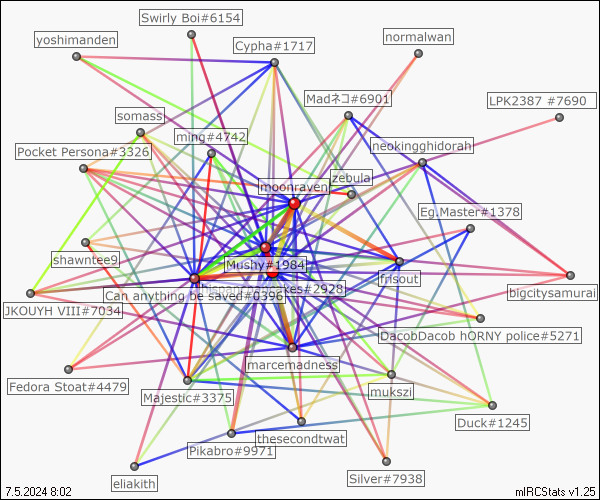 Swirly Boi#6154
yoshimanden
Cypha#1717
normalwan
Madネコ#6901
LPK2387 #7690
somass
ming#4742
Pocket Persona#3326
neokingghidorah
zebula
moonraven
Eg.Master#1378
shawntee9
Mushy#1984
frisout
#2928
Can anything be saved#0396
bigcitysamurai
JKOUYH VIII#7034
DacobDacob hORNY police#5271
marcemadness
Fedora Stoat#4479
Majestic#3375
mukszi
Duck#1245
thesecondtwat
Pikabro#9971
Silver#7938
eliakith
7.5.2024 8:02
mIRCStats v1.25